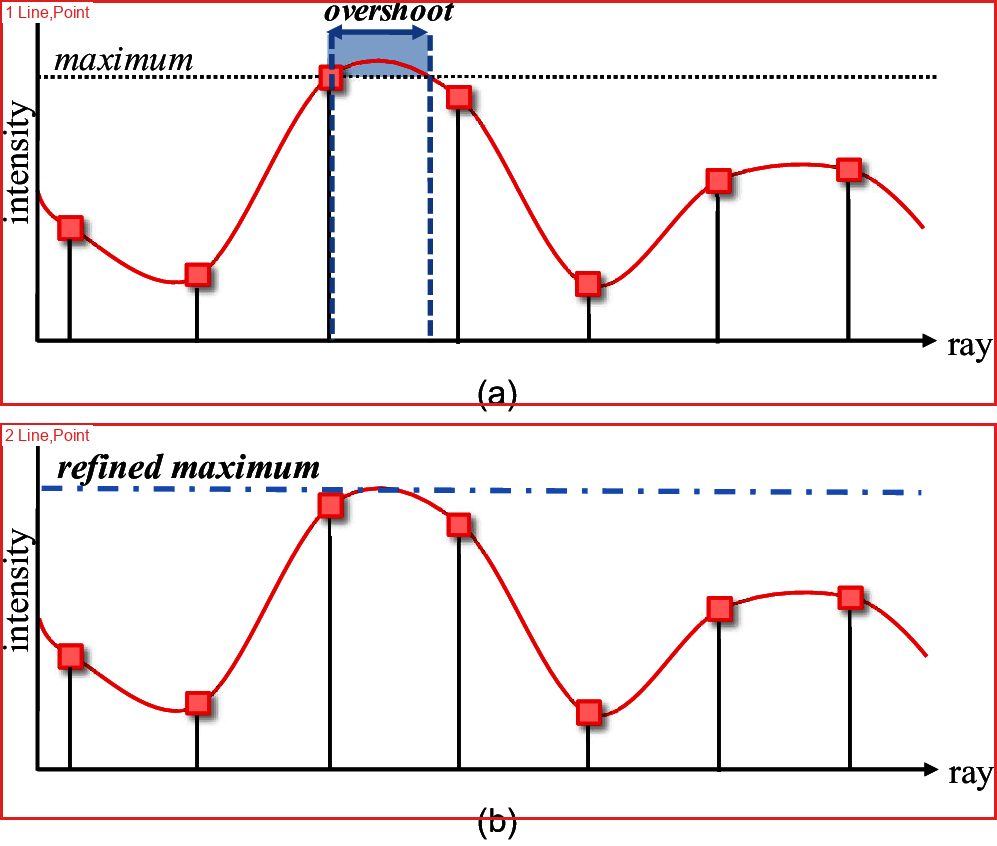 1 Line,Point
overshoot
maximum
intensity
ray
(a)
2 Line,Point
refined maximum
intensity
ray
(b)